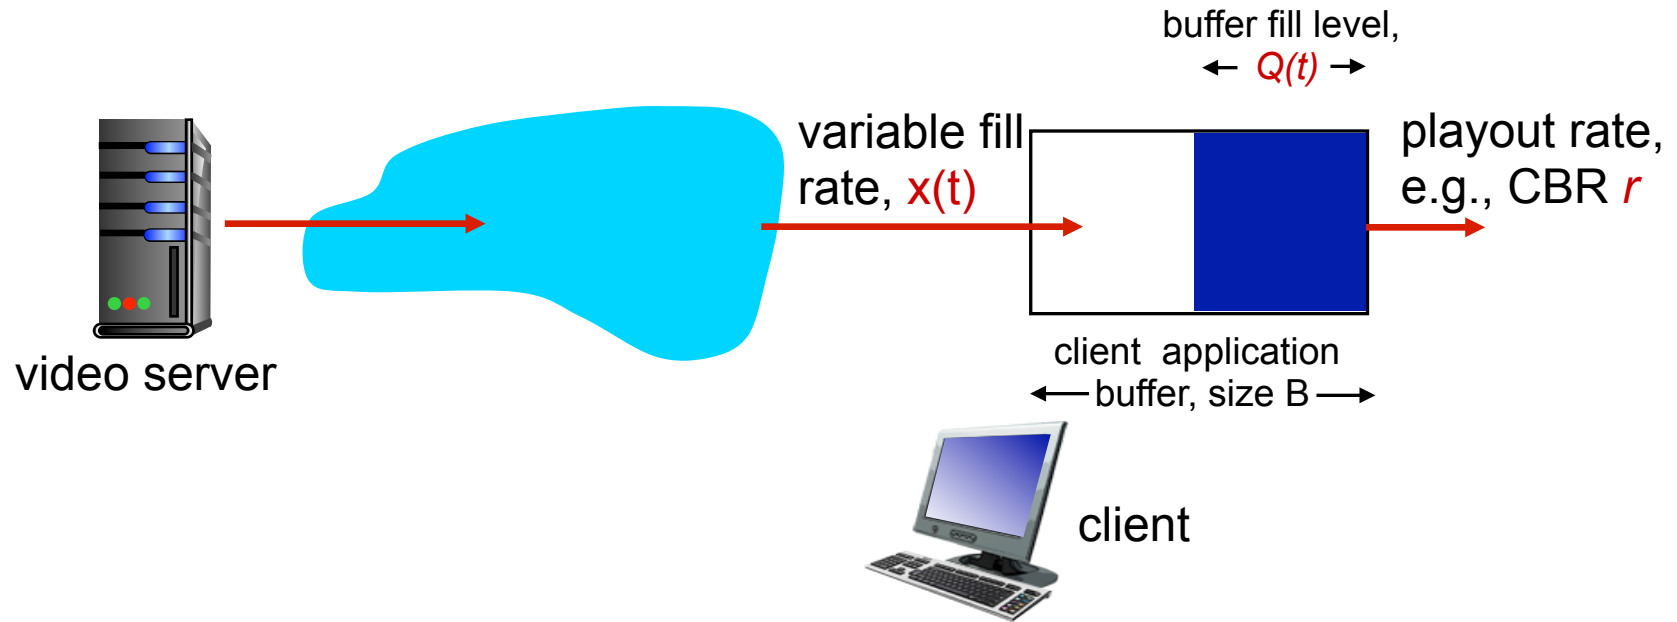 buffer fill level,
Q(t)
variable fill
rate, x(t)
playout rate,
e.g., CBR r
video server
client application
buffer, size B
client